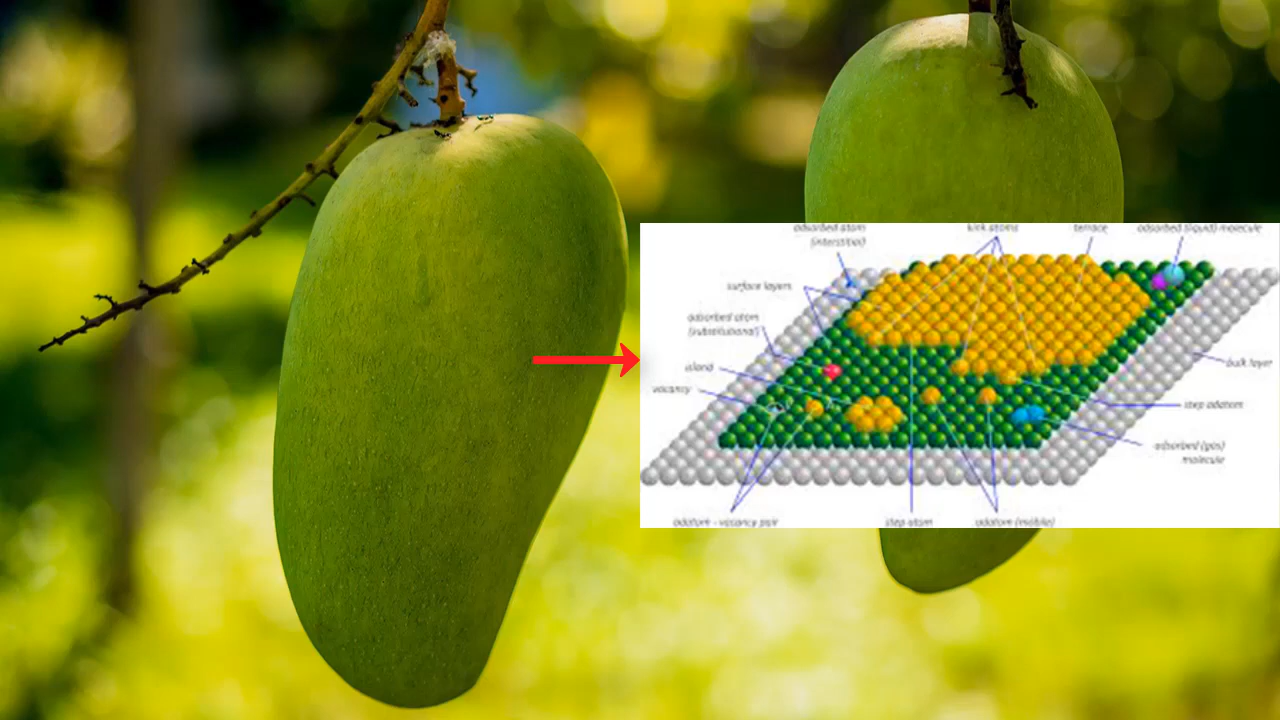 adsorbed atom
(interstitial)
kink atoms
terrace
adsorbed (liquid) molecule
surface layers
adsorbed atom
(substitutional)
island
vacancy
bulk layer
step adatom
adsorbed (gas)
molecule
adatom - vacancy pair
step atom
adatom (mobile)